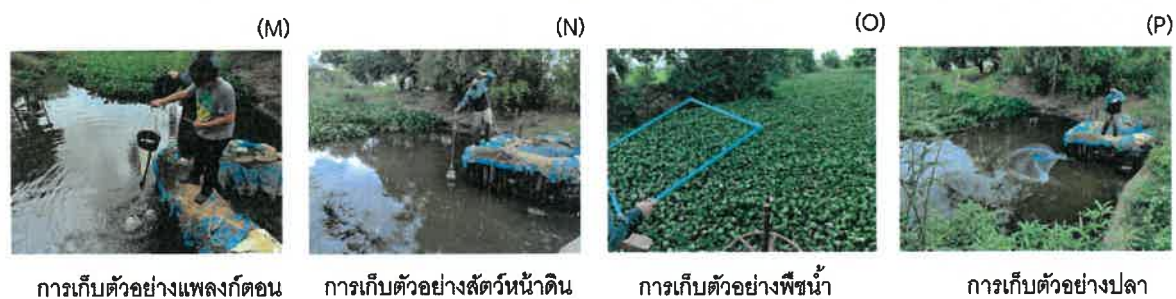 (M) (N) (O) (P)
การเก็บตัวอย่างแพลงก์ตอน การเก็บตัวอย่างสัตว์หน้าดิน การเก็บตัวอย่างพืชน้ำ การเก็บตัวอย่างปลา